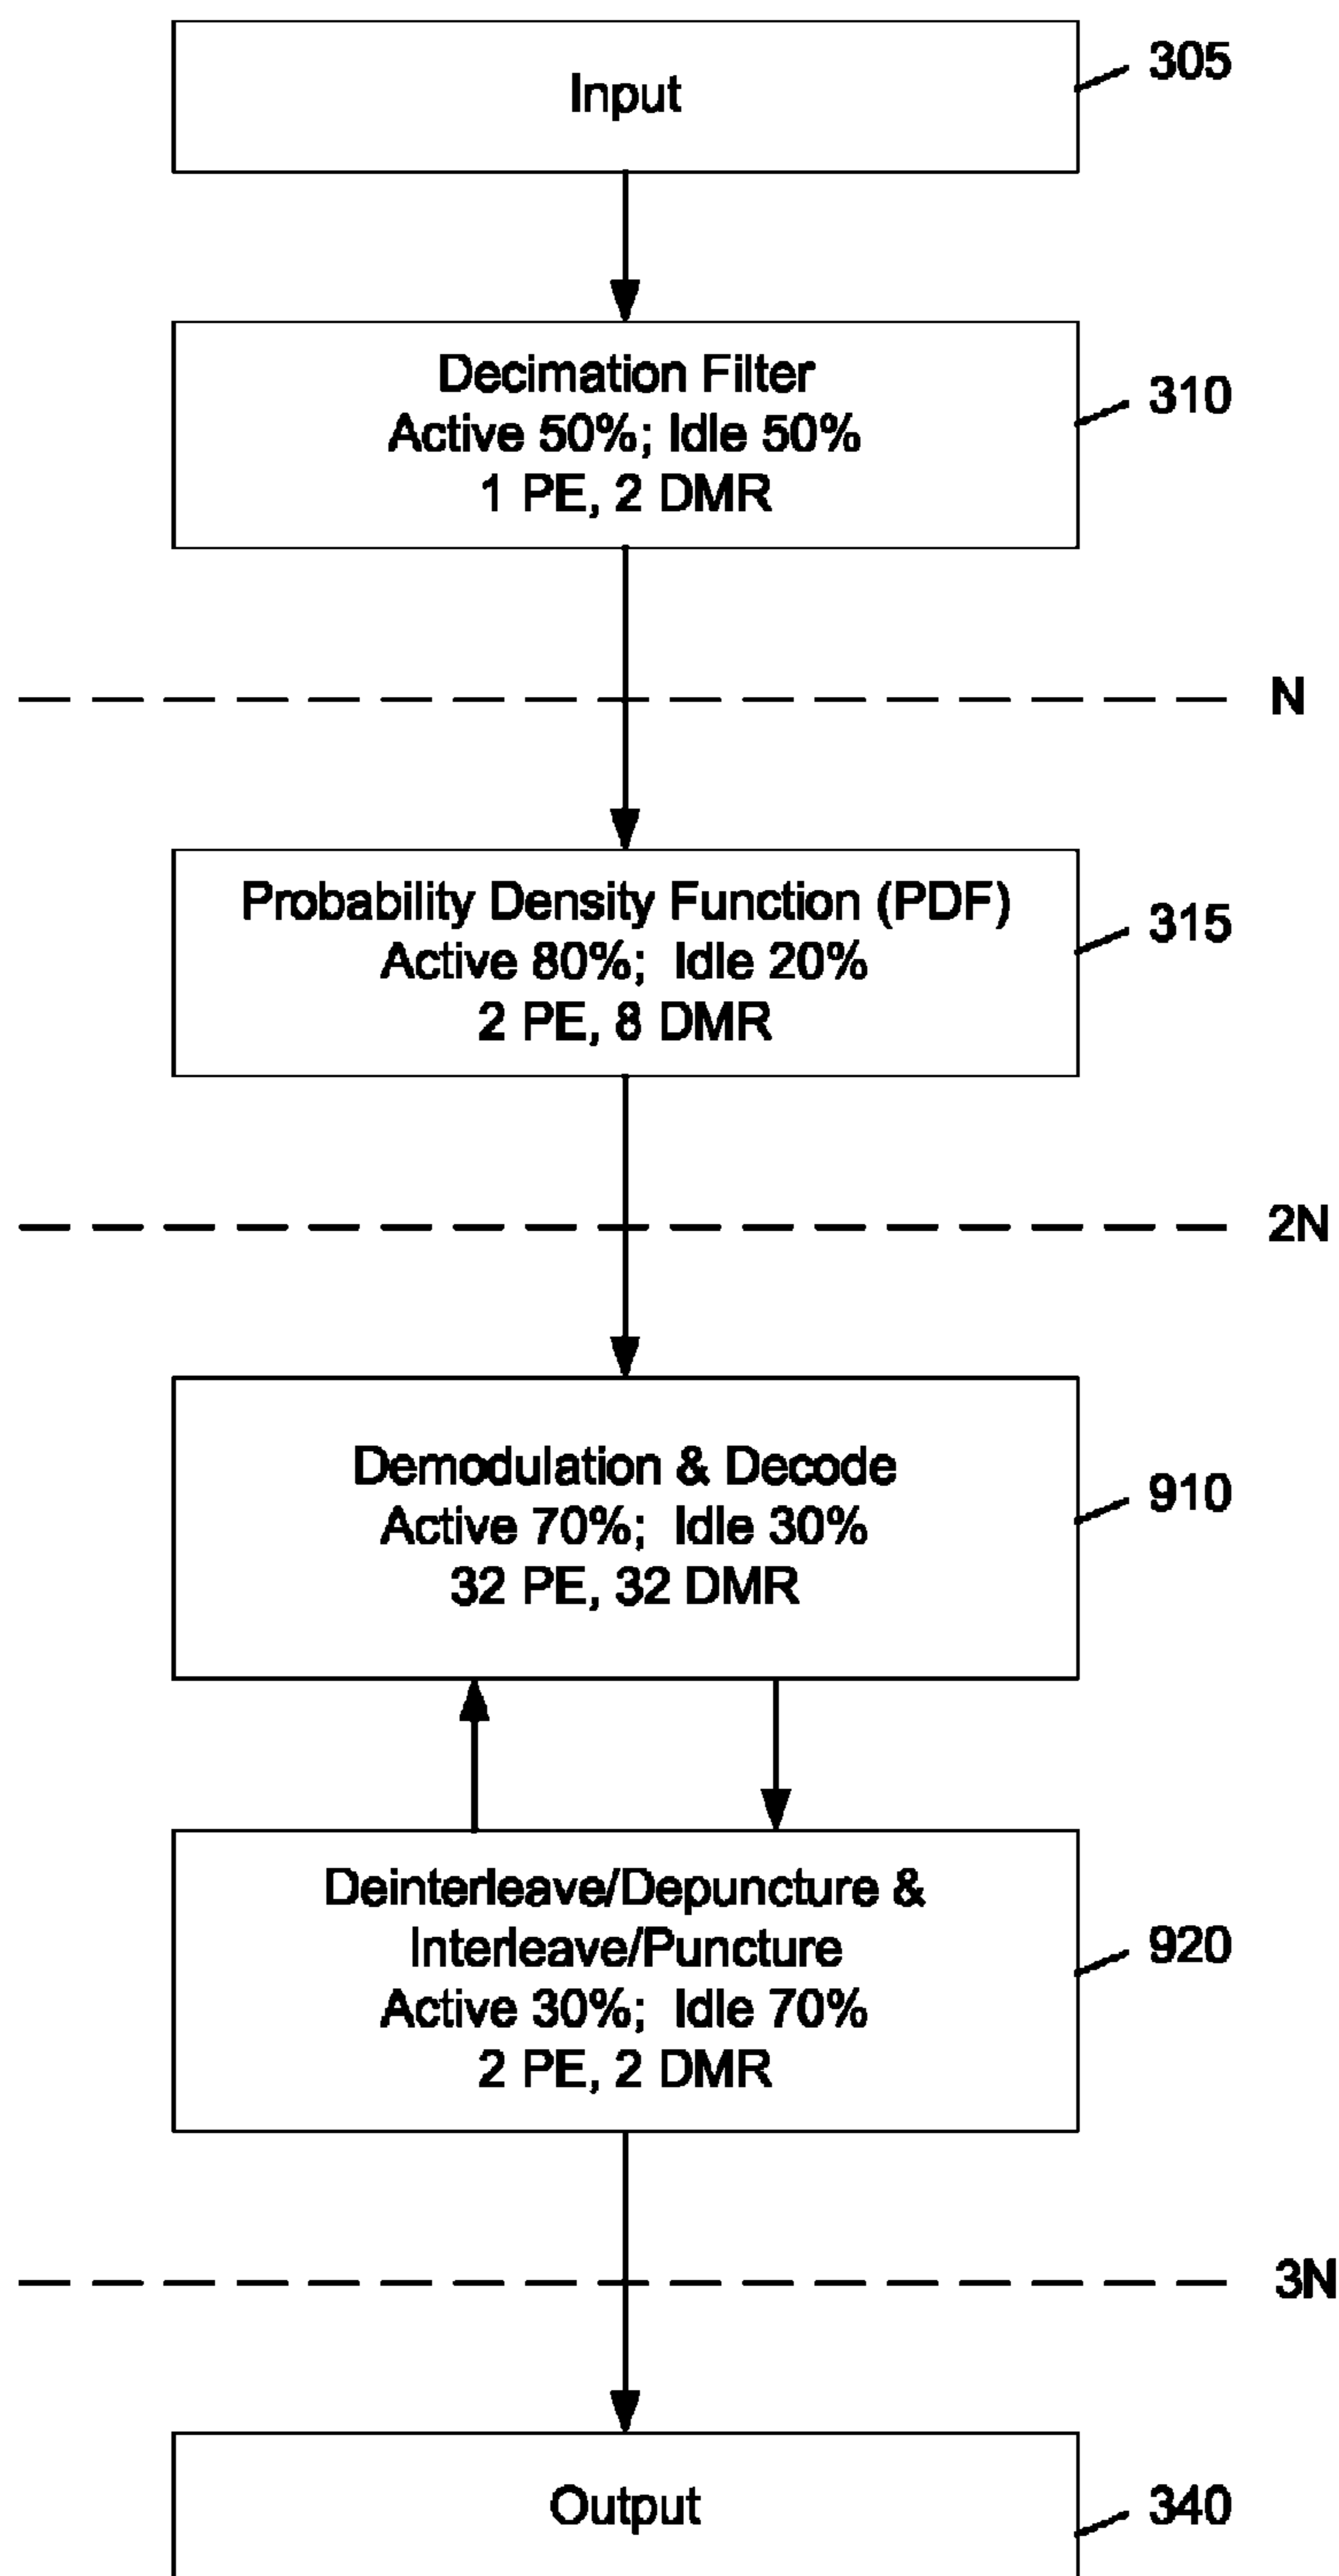 Input
305
Decimation Filter
Active 50%; Idle 50%
1 PE, 2 DMR
310
N
Probability Density Function (PDF)
Active 80%; Idle 20%
2 PE, 8 DMR
315
2N
Demodulation & Decode
Active 70%; Idle 30%
32 PE, 32 DMR
910
Deinterleave/Depuncture &
Interleave/Puncture
Active 30%; Idle 70%
2 PE, 2 DMR
920
3N
Output
340